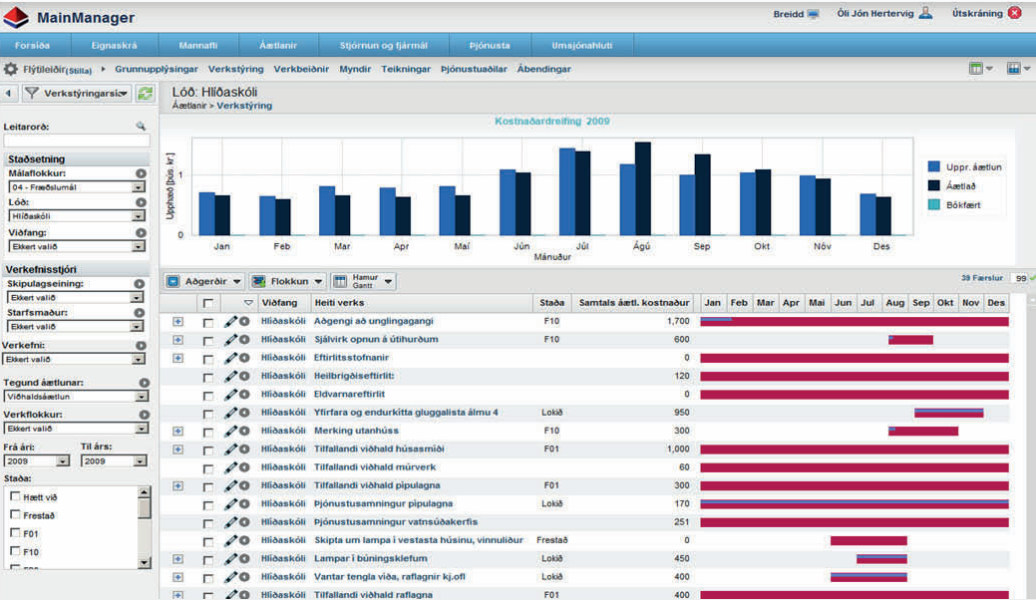 MainManager
Breidd
Óli Jón Hertervig
Útskráning
Forsíða Eignaskrá Mannafli Áætlanir Stjórnun og fjármál Þjónusta Umsjónahluti
Flýtileiðir(Stilla) Grunnupplýsingar Verkstýring Verkbeiðnir Myndir Teikningar Þjónustuaðilar Ábendingar
Verkstýringarsíð
Lóð: Hlíðaskóli
Áætlanir > Verkstýring
Leitarorð:
Staðsetning
Málaflokkur:
04 - Fræðslumál
Lóð:
Hlíðaskóli
Viðfang:
Ekkert valið
Verkefnisstjóri
Skipulagseining:
Ekkert valið
Starfsmaður:
Ekkert valið
Verkefni:
Ekkert valið
Tegund áætlunar:
Viðhaldsáætlun
Verkflokkur:
Ekkert valið
Frá ári: Til árs:
2009 2009
Staða:
Hætt við
Frestað
F01
F10
Kostnaðardreifing 2009
Upphæð [þús. kr.]
1
0
Jan Feb Mar Apr Maí Jún Júl Ágú Sep Okt Nóv Des
Mánuður
Uppr. áætlun
Áætlað
Bókfært
Aðgerðir Flokkun Hamur Gantt
39 Færslur 99
Viðfang Heiti verks Staða Samtals áætl. kostnaður Jan Feb Mar Apr Mai Jun Jul Aug Sep Okt Nov Des
Hlíðaskóli Aðgengi að unglingagangi F10 1,700
Hlíðaskóli Sjálvirk opnun á útihurðum F10 600
Hlíðaskóli Eftirlitsstofnanir 0
Hlíðaskóli Heilbrigðiseftirlit: 120
Hlíðaskóli Eldvarnareftirlit 0
Hlíðaskóli Yfirfara og endurkítta gluggalista álmu 4 Lokið 950
Hlíðaskóli Merking utanhúss F10 300
Hlíðaskóli Tilfallandi viðhald húsasmíði F01 1,000
Hlíðaskóli Tilfallandi viðhald múrverk 60
Hlíðaskóli Tilfallandi viðhald pípulagna F01 300
Hlíðaskóli Þjónustusamningur pípulagna Lokið 170
Hlíðaskóli Þjónustusamningur vatnsúðakerfis 251
Hlíðaskóli Skipta um lampa í vestasta húsinu, vinnuliður Frestað 0
Hlíðaskóli Lampar í búningsklefum Lokið 450
Hlíðaskóli Vantar tengla víða, raflagnir kj.ofl Lokið 400
Hlíðaskóli Tilfallandi viðhald raflagna F01 400